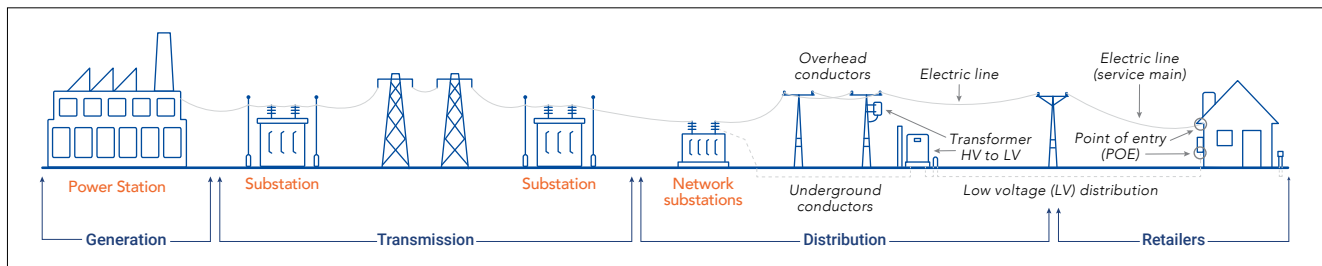 Overhead
conductors
Electric line
Electric line
(service main)
Transformer
HV to LV
Point of entry
(POE)
Power Station
Substation
Substation
Network
substations
Underground
conductors
Low voltage (LV) distribution
Generation
Transmission
Distribution
Retailers